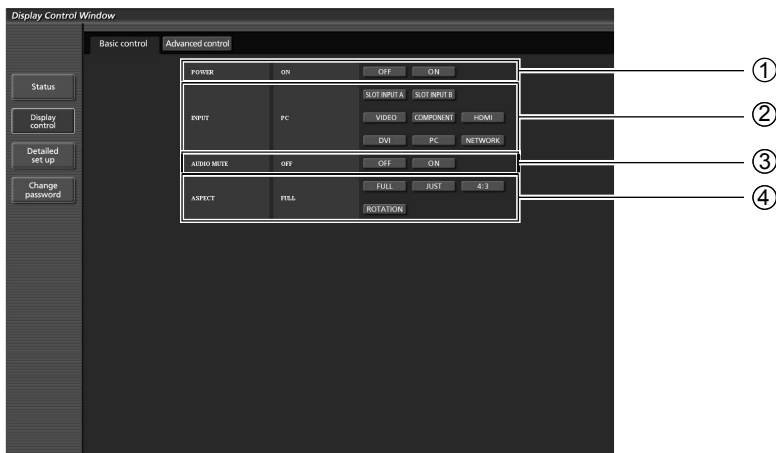 Display Control Window
Basic control Advanced control
Status
Display control
Detailed set up
Change password
POWER ON OFF ON ①
INPUT PC SLOT INPUT A SLOT INPUT B
VIDEO COMPONENT HDMI
DVI PC NETWORK ②
AUDIO MUTE OFF OFF ON ③
ASPECT FULL FULL JUST 4:3
ROTATION ④